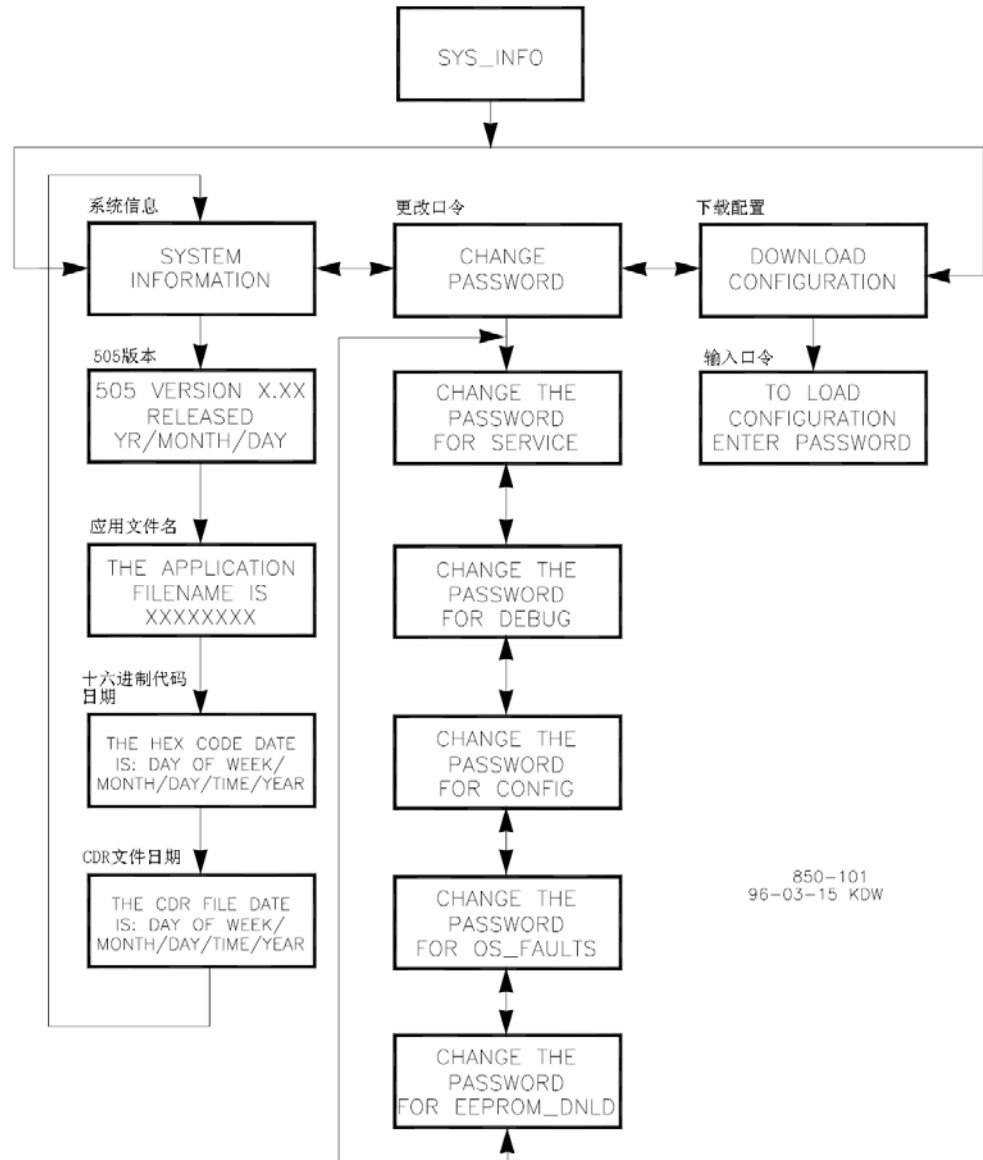 SYS_INFO
系统信息
SYSTEM
INFORMATION
更改口令
CHANGE
PASSWORD
下载配置
DOWNLOAD
CONFIGURATION
505版本
505 VERSION X.XX
RELEASED
YR/MONTH/DAY
应用文件名
THE APPLICATION
FILENAME IS
XXXXXXXX
十六进制代码
日期
THE HEX CODE DATE
IS: DAY OF WEEK/
MONTH/DAY/TIME/YEAR
CDR文件日期
THE CDR FILE DATE
IS: DAY OF WEEK/
MONTH/DAY/TIME/YEAR
CHANGE THE
PASSWORD
FOR SERVICE
CHANGE THE
PASSWORD
FOR DEBUG
CHANGE THE
PASSWORD
FOR CONFIG
CHANGE THE
PASSWORD
FOR OS_FAULTS
CHANGE THE
PASSWORD
FOR EEPROM_DNLD
输入口令
TO LOAD
CONFIGURATION
ENTER PASSWORD
850-101
96-03-15 KDW